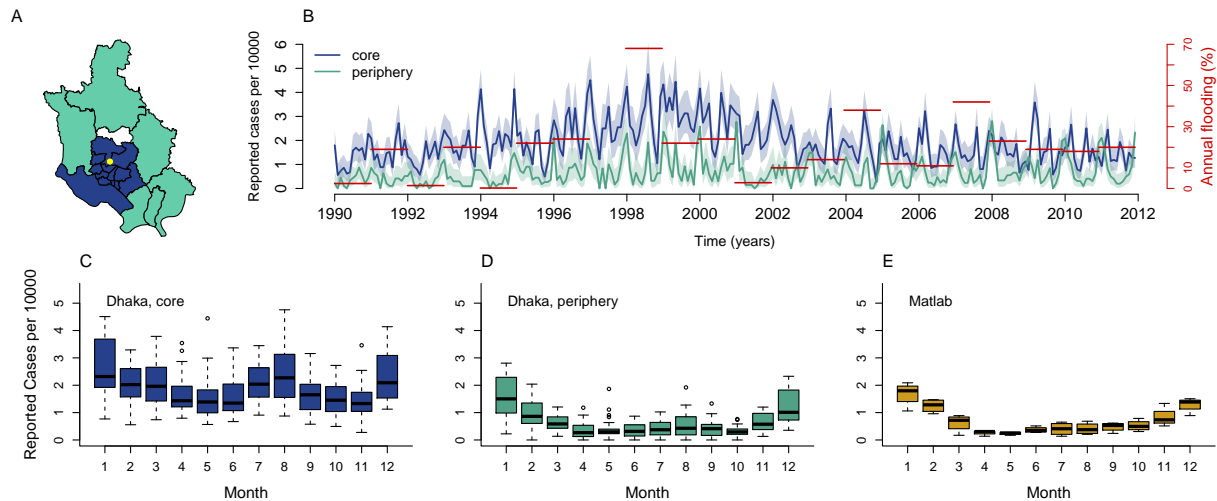 A
B
Reported cases per 10000
0 1 2 3 4 5 6
core
periphery
0 10 30 50 70
Annual flooding (%)
1990 1992 1994 1996 1998 2000 2002 2004 2006 2008 2010 2012
Time (years)
C
Reported Cases per 10000
0 1 2 3 4 5
Dhaka, core
1 2 3 4 5 6 7 8 9 10 11 12
Month
D
0 1 2 3 4 5
Dhaka, periphery
1 2 3 4 5 6 7 8 9 10 11 12
Month
E
0 1 2 3 4 5
Matlab
1 2 3 4 5 6 7 8 9 10 11 12
Month